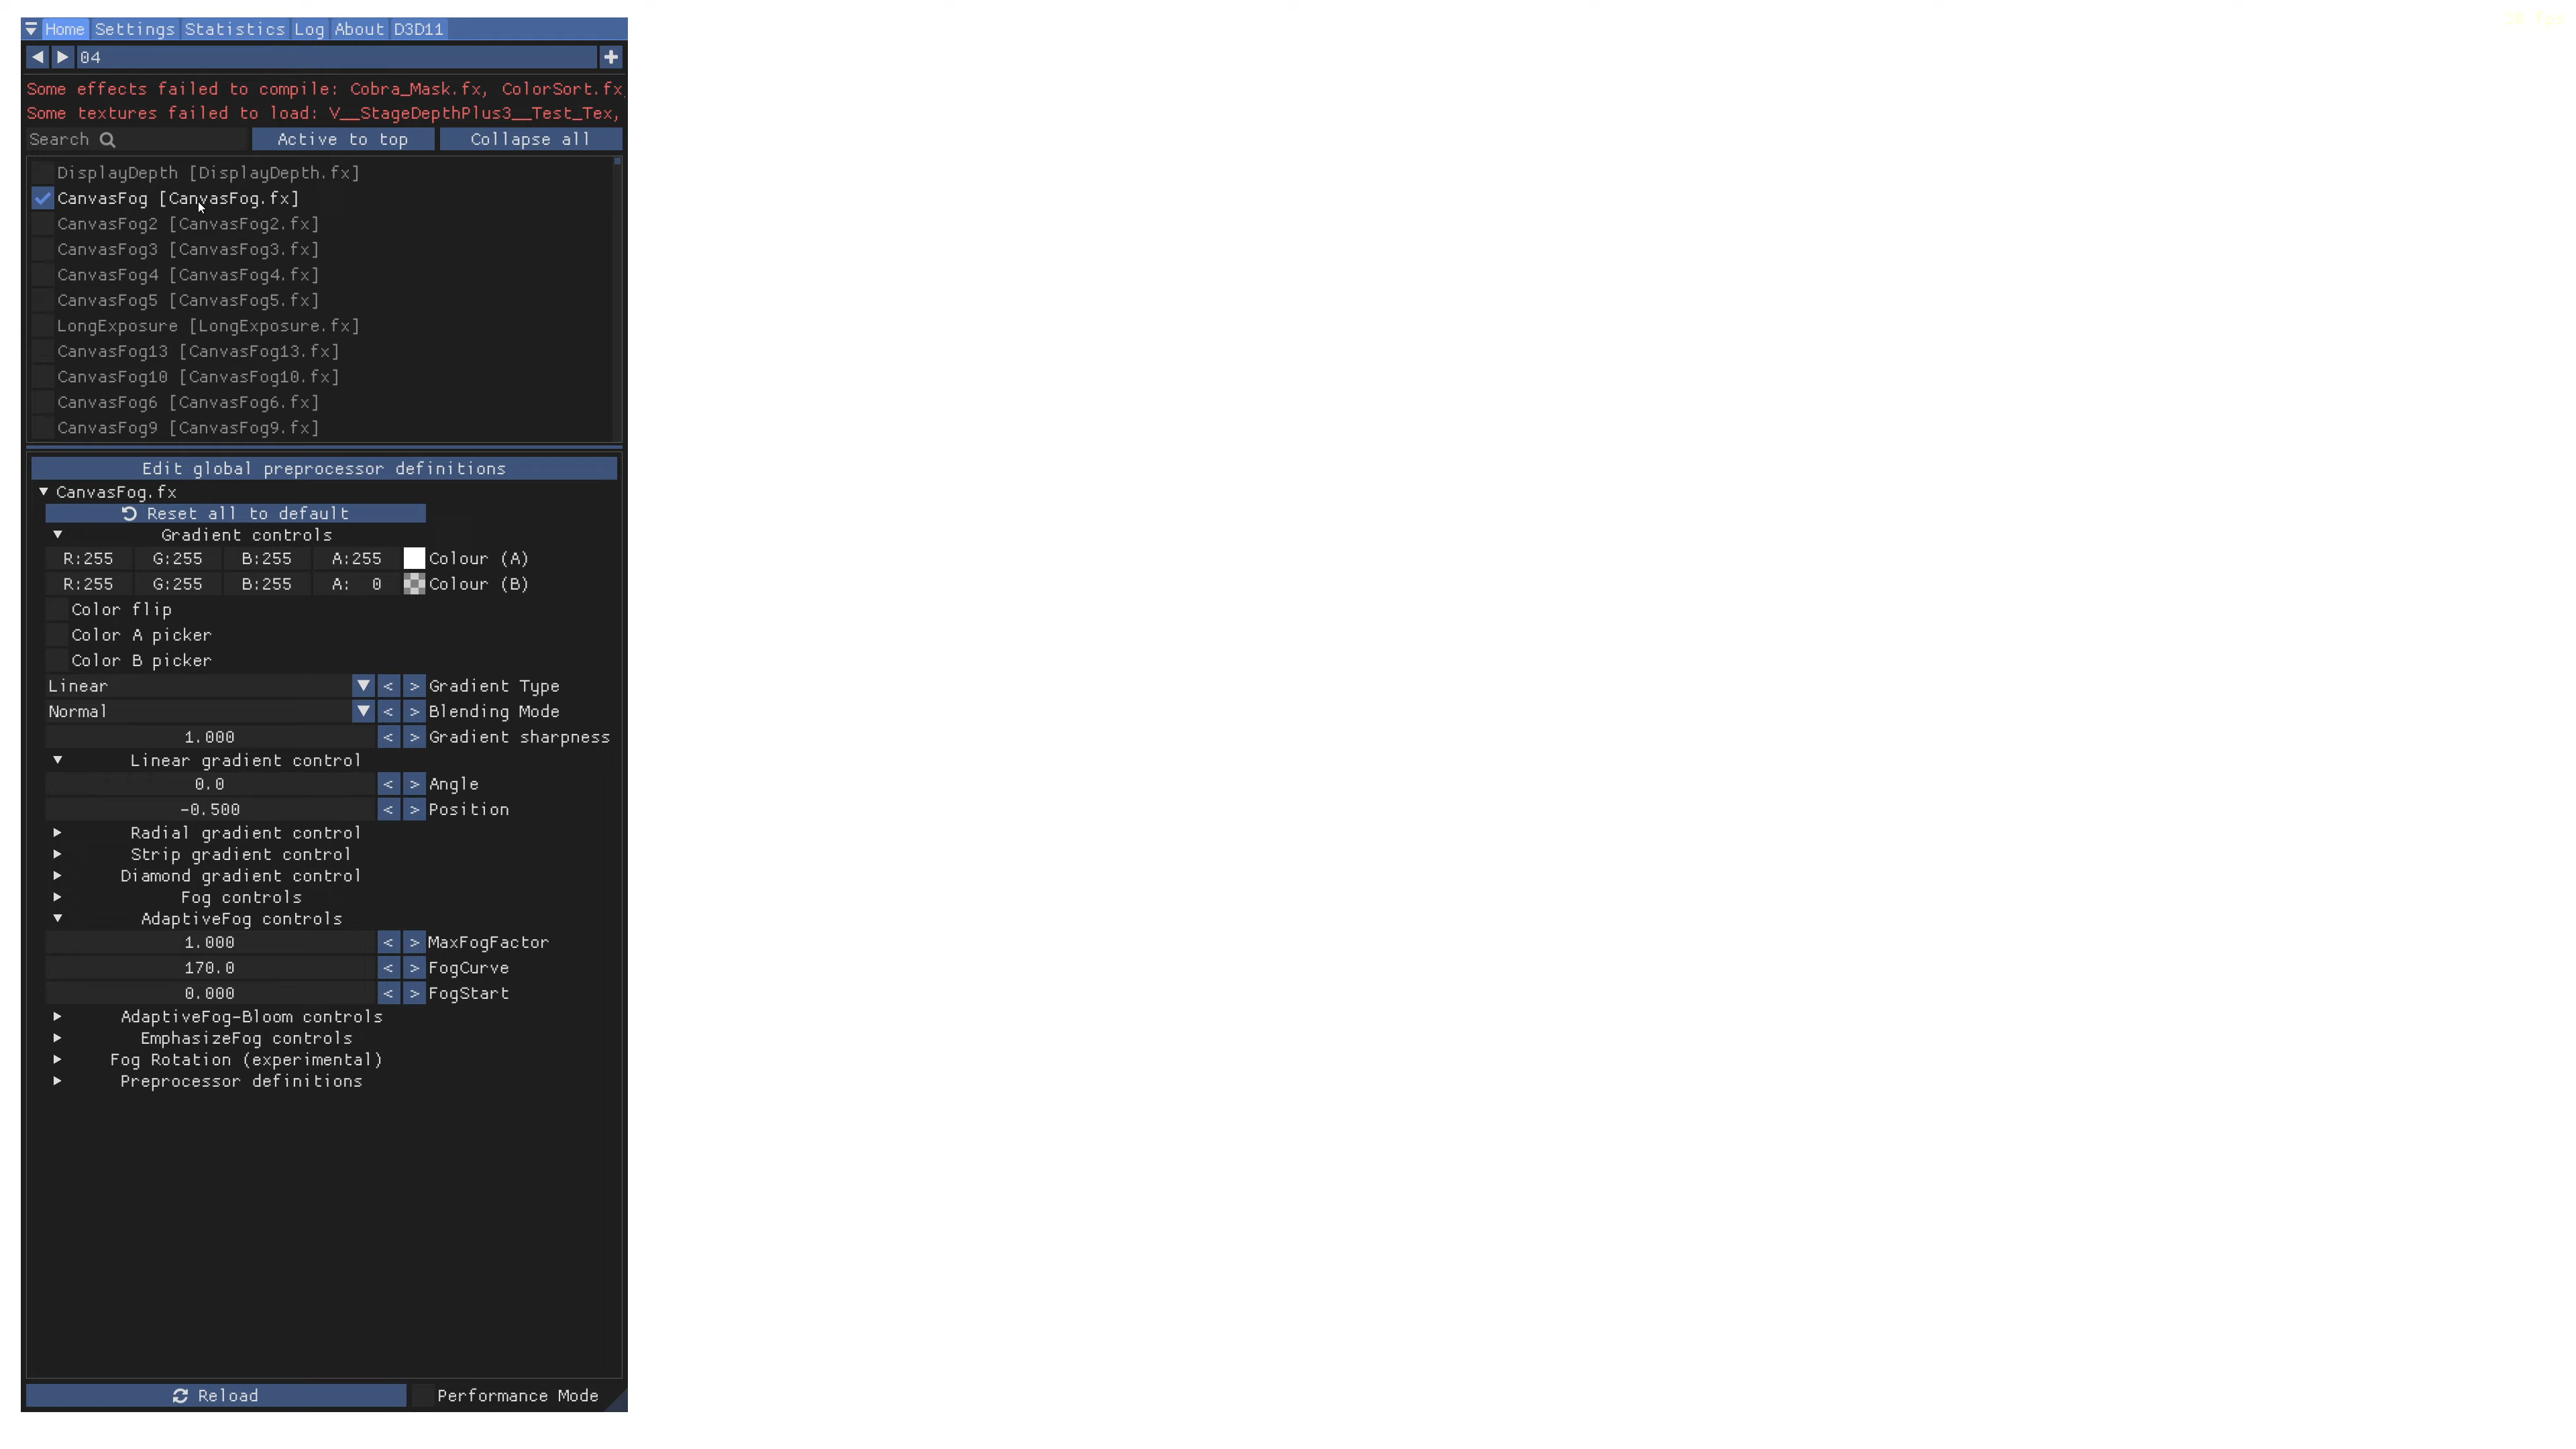 Home Settings Statistics Log About D3D11
04
Some effects failed to compile: Cobra_Mask.fx, ColorSort.fx,
Some textures failed to load: V__StageDepthPlus3__Test_Tex,
Search Active to top Collapse all
DisplayDepth [DisplayDepth.fx]
CanvasFog [CanvasFog.fx]
CanvasFog2 [CanvasFog2.fx]
CanvasFog3 [CanvasFog3.fx]
CanvasFog4 [CanvasFog4.fx]
CanvasFog5 [CanvasFog5.fx]
LongExposure [LongExposure.fx]
CanvasFog13 [CanvasFog13.fx]
CanvasFog10 [CanvasFog10.fx]
CanvasFog6 [CanvasFog6.fx]
CanvasFog9 [CanvasFog9.fx]
Edit global preprocessor definitions
CanvasFog.fx
Reset all to default
Gradient controls
R:255 G:255 B:255 A:255 Colour (A)
R:255 G:255 B:255 A: 0 Colour (B)
Color flip
Color A picker
Color B picker
Linear < > Gradient Type
Normal < > Blending Mode
1.000 < > Gradient sharpness
Linear gradient control
0.0 < > Angle
-0.500 < > Position
Radial gradient control
Strip gradient control
Diamond gradient control
Fog controls
AdaptiveFog controls
1.000 < > MaxFogFactor
170.0 < > FogCurve
0.000 < > FogStart
AdaptiveFog-Bloom controls
EmphasizeFog controls
Fog Rotation (experimental)
Preprocessor definitions
Reload Performance Mode